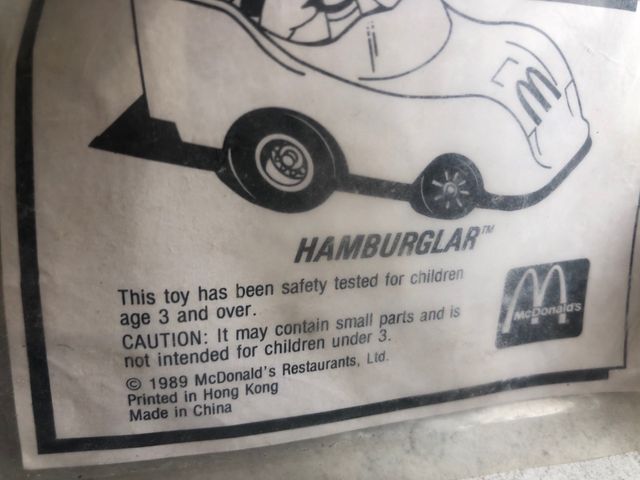 HAMBURGLAR™
This toy has been safety tested for children
age 3 and over.
CAUTION: It may contain small parts and is
not intended for children under 3.
© 1989 McDonald's Restaurants, Ltd.
Printed in Hong Kong
Made in China
McDonald's